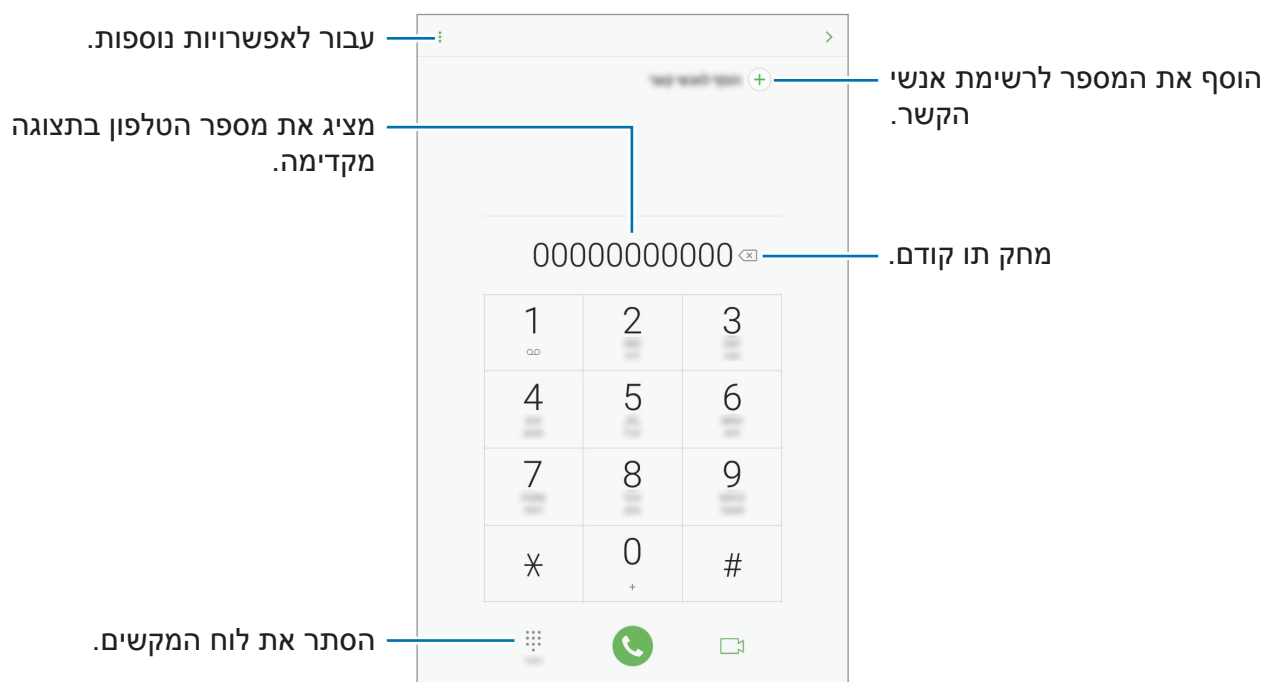 עבור לאפשרויות נוספות.
הוסף את המספר לרשימת אנשי
הקשר.
מציג את מספר הטלפון בתצוגה
מקדימה.
00000000000
מחק תו קודם.
1 2 3
4 5 6
7 8 9
* 0 #
+
הסתר את לוח המקשים.